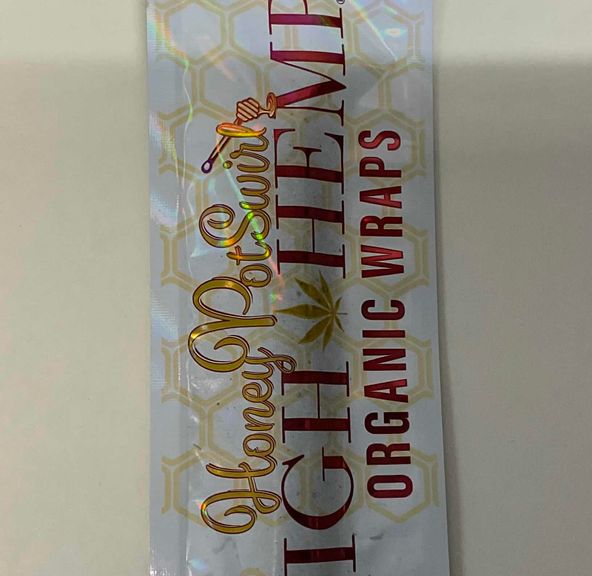 Honey Pot Swirl
IGH HEMP
ORGANIC WRAPS